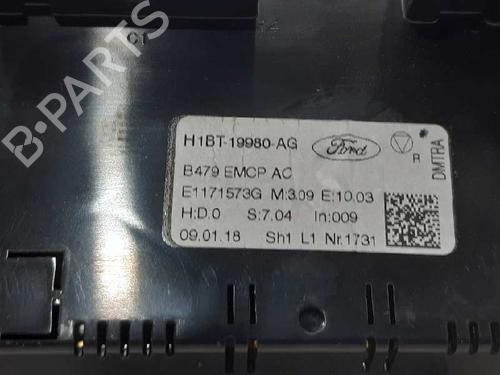 H1BT-19980-AG Ford R
B479 EMCP AC
E1171573G M:3.09 E:10.03
H:D.0 S:7.04 In:009
09.01.18 Sh1 L1 Nr.1731
DMTRA
B-PARTS